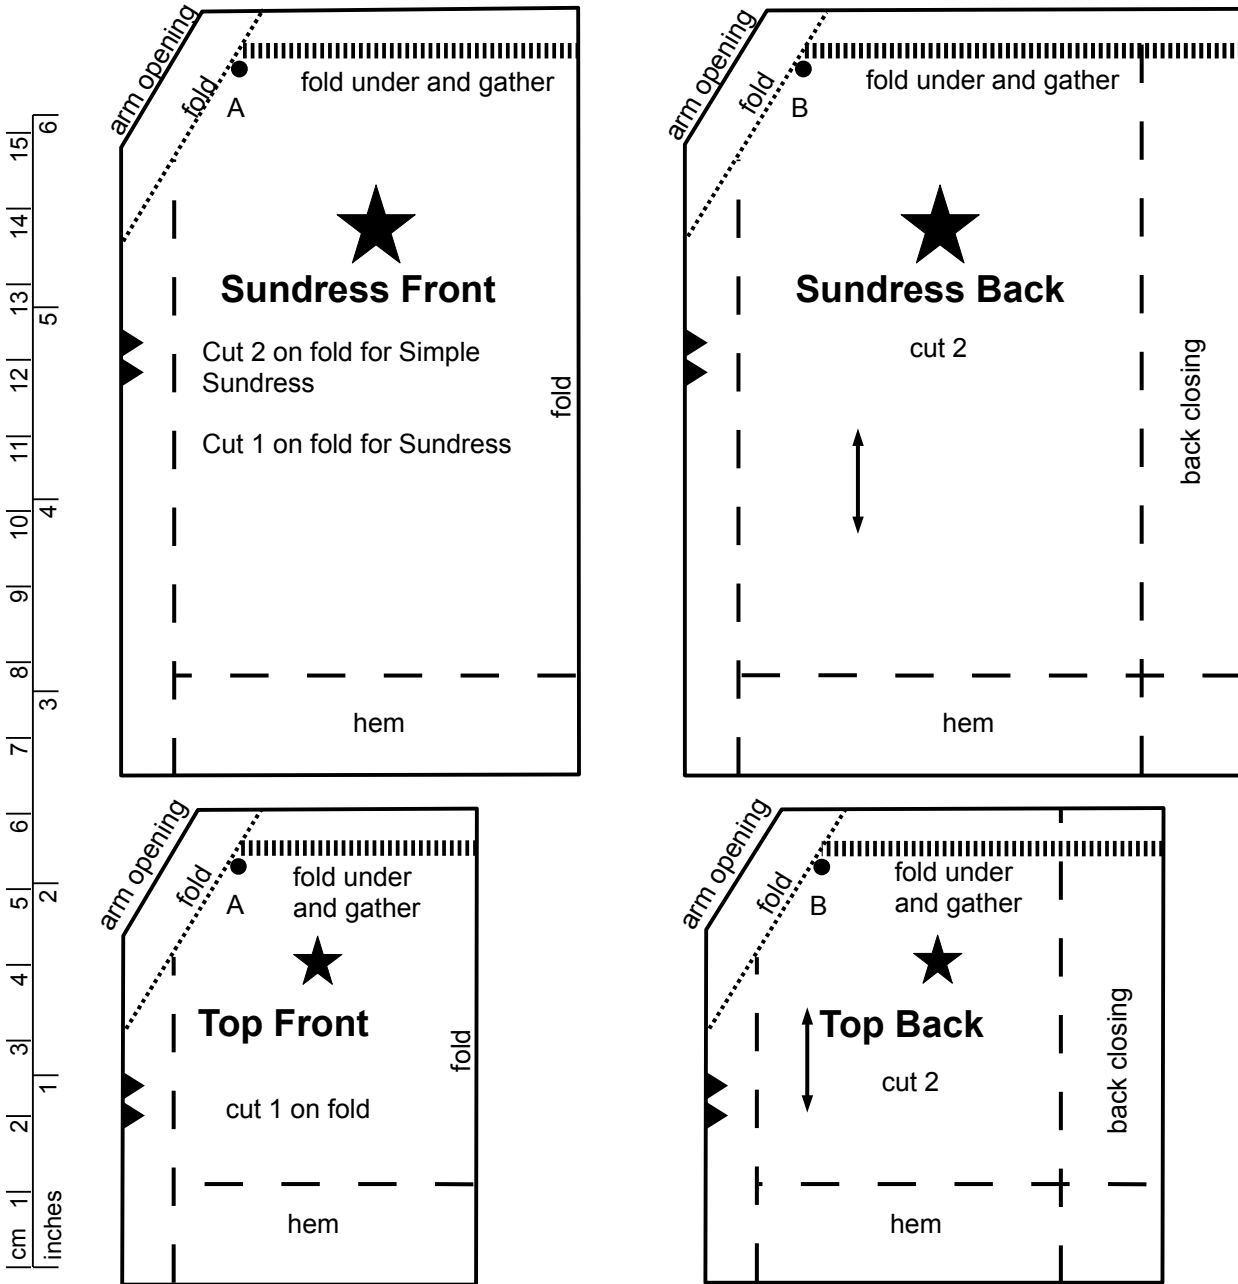 arm opening
fold
A
fold under and gather
Sundress Front
Cut 2 on fold for Simple
Sundress
Cut 1 on fold for Sundress
fold
hem
arm opening
fold
B
fold under and gather
Sundress Back
cut 2
back closing
hem
arm opening
fold
A
fold under
and gather
Top Front
cut 1 on fold
fold
hem
arm opening
fold
B
fold under
and gather
Top Back
cut 2
back closing
hem
cm 1 2 3 4 5 6 7 8 9 10 11 12 13 14 15
inches 1 2 3 4 5 6